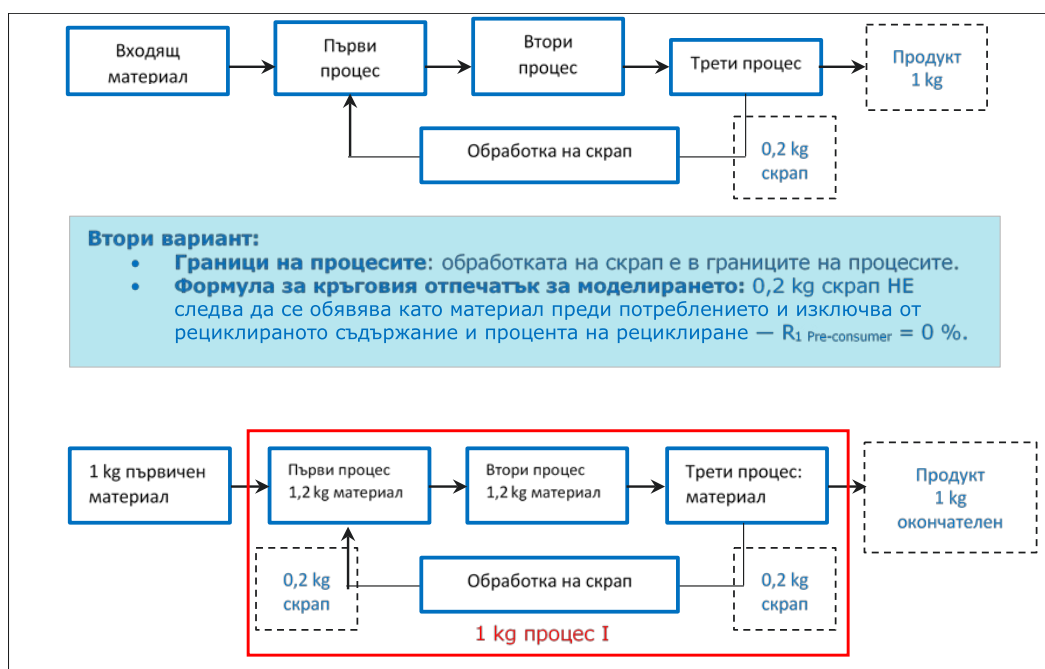 Входящ
материал
Първи
процес
Втори
процес
Трети процес
Продукт
1 kg
Обработка на скрап
0,2 kg
скрап
Втори вариант:
• Граници на процесите: обработката на скрап е в границите на процесите.
• Формула за кръговия отпечатък за моделирането: 0,2 kg скрап НЕ
следва да се обявява като материал преди потреблението и изключва от
рециклираното съдържание и процента на рециклиране — R1 Pre-consumer = 0 %.
1 kg първичен
материал
Първи процес
1,2 kg материал
Втори процес
1,2 kg материал
Трети процес:
материал
Продукт
1 kg
окончателен
0,2 kg
скрап
Обработка на скрап
0,2 kg
скрап
1 kg процес I